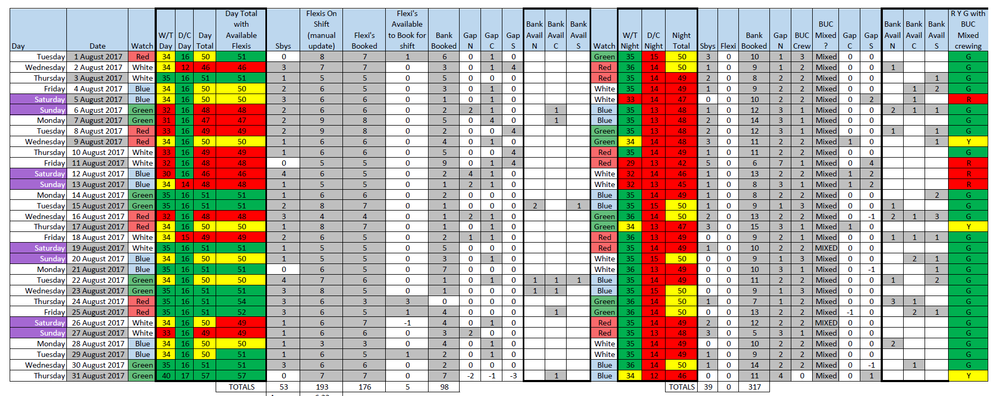 Day Date Watch W/T Day D/C Day Day Total Day Total with Available Flexis Sbys Flexis On Shift (manual update) Flexi's Booked Flexi's Available to Book for shift Bank Booked Gap N Gap C Gap S Bank Avail N Bank Avail C Bank Avail S Watch W/T Night D/C Night Night Total Sbys Flexi Bank Booked Gap N BUC Crew BUC Mixed ? Gap C Gap S Bank Avail N Bank Avail C Bank Avail S R Y G with BUC Mixed crewing
Tuesday 1 August 2017 Red 34 16 50 51 0 8 7 1 6 0 1 0 Green 35 15 50 3 0 10 1 3 Mixed 0 0 G
Wednesday 2 August 2017 White 34 12 46 46 3 7 7 0 3 0 1 4 Red 36 14 50 1 0 9 1 2 Mixed 0 0 1 G
Thursday 3 August 2017 White 35 16 51 51 1 5 5 0 5 0 0 0 Red 35 14 49 2 0 8 2 2 Mixed 0 0 1 G
Friday 4 August 2017 Blue 34 16 50 50 2 6 5 0 3 0 1 0 White 35 14 49 1 0 9 2 2 Mixed 0 0 1 2 G
Saturday 5 August 2017 Blue 34 16 50 50 3 6 6 0 1 0 1 0 White 33 14 47 0 0 10 2 2 Mixed 0 2 1 R
Sunday 6 August 2017 Green 32 16 48 48 2 6 6 0 2 2 1 0 1 Blue 35 13 48 1 0 12 3 1 Mixed 0 0 2 1 1 G
Monday 7 August 2017 Green 31 16 47 47 2 9 8 0 5 0 4 0 1 Blue 35 13 48 2 0 14 3 1 Mixed 0 0 G
Tuesday 8 August 2017 Red 33 16 49 49 2 9 8 0 2 0 0 4 Green 35 13 48 2 0 12 3 1 Mixed 0 0 1 1 G
Wednesday 9 August 2017 Red 34 16 50 50 1 6 6 0 4 0 1 0 Green 34 14 48 3 0 11 2 2 Mixed 1 0 1 Y
Thursday 10 August 2017 White 33 16 49 49 1 6 6 0 5 0 0 4 Red 35 14 49 1 0 11 2 2 Mixed 0 0 G
Friday 11 August 2017 White 32 16 48 48 0 5 5 0 9 0 1 4 Red 29 13 42 5 0 6 7 1 Mixed 0 4 R
Saturday 12 August 2017 Blue 30 16 46 46 4 6 5 0 2 4 1 0 White 32 14 46 1 0 13 2 2 Mixed 1 2 R
Sunday 13 August 2017 Blue 34 14 48 48 1 6 5 0 1 2 1 0 White 32 13 45 1 0 8 3 1 Mixed 1 2 R
Monday 14 August 2017 Green 35 16 51 51 1 6 5 0 2 0 0 0 Blue 35 14 49 1 0 8 2 2 Mixed 0 0 2 G
Tuesday 15 August 2017 Green 35 16 51 51 2 8 7 0 1 0 0 0 2 1 Blue 35 15 50 1 0 9 1 3 Mixed 0 0 1 G
Wednesday 16 August 2017 Red 32 16 48 48 3 4 4 0 1 2 1 0 Green 36 14 50 2 0 13 2 2 Mixed 0 -1 2 1 3 G
Thursday 17 August 2017 Red 34 16 50 50 1 8 7 0 1 0 1 0 Green 34 13 47 3 0 15 3 1 Mixed 1 0 Y
Friday 18 August 2017 White 34 15 49 49 2 6 5 0 2 1 1 0 Red 36 13 49 0 0 9 2 1 Mixed 0 0 1 1 1 G
Saturday 19 August 2017 White 35 16 51 51 1 5 5 0 5 0 0 0 Red 35 14 49 1 0 10 2 2 MIXED 0 0 G
Sunday 20 August 2017 Blue 34 16 50 50 1 5 5 0 3 0 1 0 White 35 15 50 0 0 9 1 3 Mixed 0 0 2 1 G
Monday 21 August 2017 Blue 35 16 51 51 0 6 5 0 7 0 0 0 White 36 13 49 0 0 10 3 1 Mixed 0 -1 1 G
Tuesday 22 August 2017 Green 34 16 50 50 4 7 6 0 1 0 1 0 1 1 1 Blue 35 14 49 0 0 11 2 2 Mixed 0 0 1 2 G
Wednesday 23 August 2017 Green 35 16 51 51 3 8 5 0 1 0 0 0 1 1 Blue 35 15 50 0 0 9 1 3 Mixed 0 0 G
Thursday 24 August 2017 Red 35 16 51 54 3 6 3 3 0 0 0 0 Green 36 14 50 1 0 7 1 2 Mixed 0 0 3 1 G
Friday 25 August 2017 Red 35 16 51 52 3 6 5 1 4 0 0 0 1 Green 36 14 50 0 0 13 2 2 Mixed -1 0 2 1 G
Saturday 26 August 2017 White 34 16 50 49 1 6 7 -1 4 0 1 0 Red 35 14 49 2 0 12 2 2 MIXED 0 0 G
Sunday 27 August 2017 White 33 16 49 49 1 6 6 0 3 2 0 0 Red 35 13 48 3 0 5 3 1 Mixed 0 0 G
Monday 28 August 2017 Blue 34 16 50 50 1 3 3 0 4 0 1 0 White 35 14 49 0 0 10 2 2 Mixed 0 0 2 G
Tuesday 29 August 2017 Blue 34 16 50 51 1 6 5 1 2 0 1 0 White 35 14 49 1 0 9 2 2 Mixed 0 0 G
Wednesday 30 August 2017 Green 35 16 51 51 3 6 6 0 2 0 0 0 Blue 36 14 50 1 0 14 2 2 Mixed 0 -1 1 G
Thursday 31 August 2017 Green 40 17 57 57 0 7 7 0 7 -2 -1 -3 1 Blue 34 12 46 0 0 11 4 0 Mixed 0 1 Y
TOTALS 53 193 176 5 98 TOTALS 39 0 317